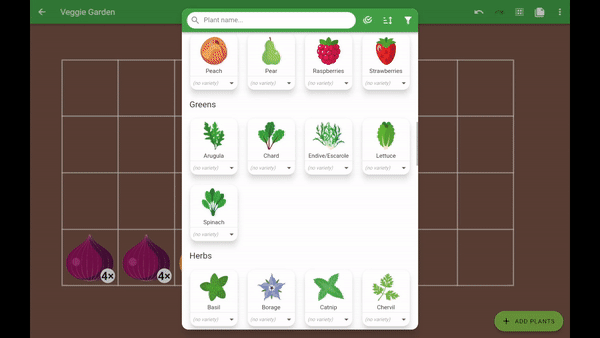 Veggie Garden
Plant name...
Peach Pear Raspberries Strawberries
(no variety) (no variety) (no variety) (no variety)
Greens
Arugula Chard Endive/Escarole Lettuce
(no variety) (no variety) (no variety) (no variety)
Spinach
(no variety)
4× 4×
Herbs
Basil Borage Catnip Chervil
(no variety) (no variety) (no variety) (no variety)
+ ADD PLANTS